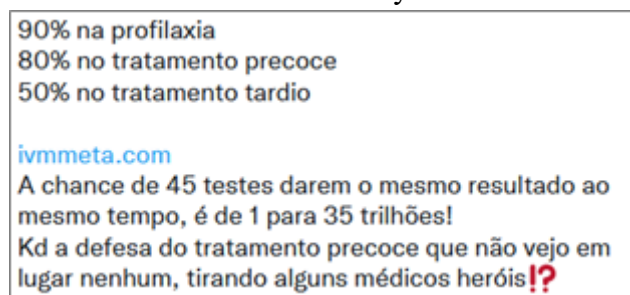 90% na profilaxia
80% no tratamento precoce
50% no tratamento tardio
ivmmeta.com
A chance de 45 testes darem o mesmo resultado ao
mesmo tempo, é de 1 para 35 trilhões!
Kd a defesa do tratamento precoce que não vejo em
lugar nenhum, tirando alguns médicos heróis⁉️